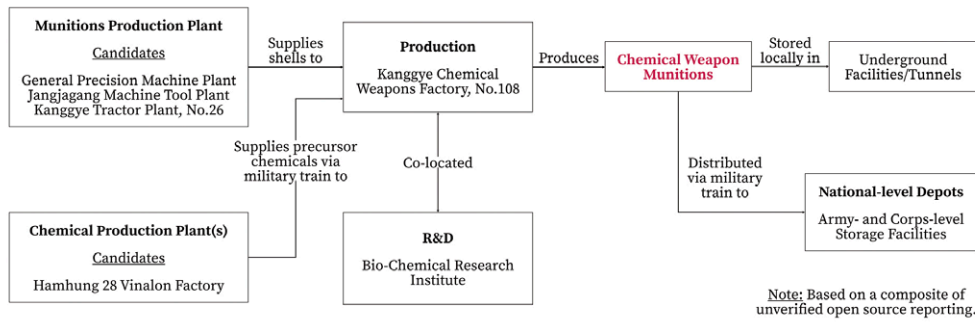 Munitions Production Plant
Candidates
General Precision Machine Plant
Jangjagang Machine Tool Plant
Kanggye Tractor Plant, No.26
Supplies
shells to
Production
Kanggye Chemical
Weapons Factory, No.108
Produces
Chemical Weapon
Munitions
Stored
locally in
Underground
Facilities/Tunnels
Supplies precursor
chemicals via
military train to
Co-located
Distributed
via military
train to
Chemical Production Plant(s)
Candidates
Hamhung 28 Vinalon Factory
R&D
Bio-Chemical Research
Institute
National-level Depots
Army- and Corps-level
Storage Facilities
Note: Based on a composite of
unverified open source reporting.